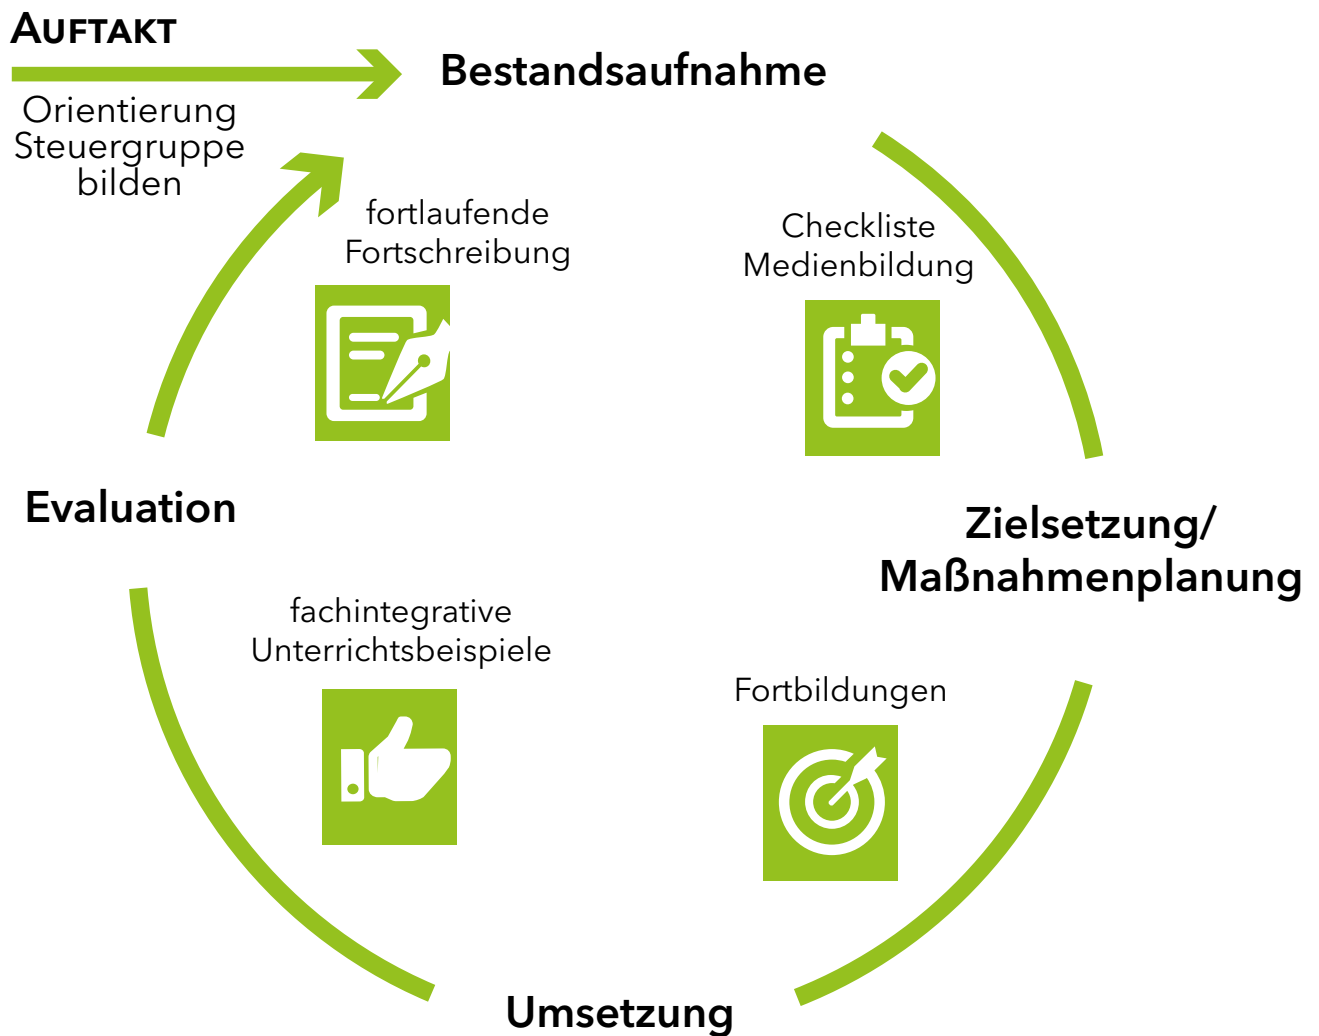 AUFTAKT
Orientierung
Steuergruppe
bilden
Bestandsaufnahme
fortlaufende
Fortschreibung
Checkliste
Medienbildung
Evaluation
Zielsetzung/
Maßnahmenplanung
fachintegrative
Unterrichtsbeispiele
Fortbildungen
Umsetzung